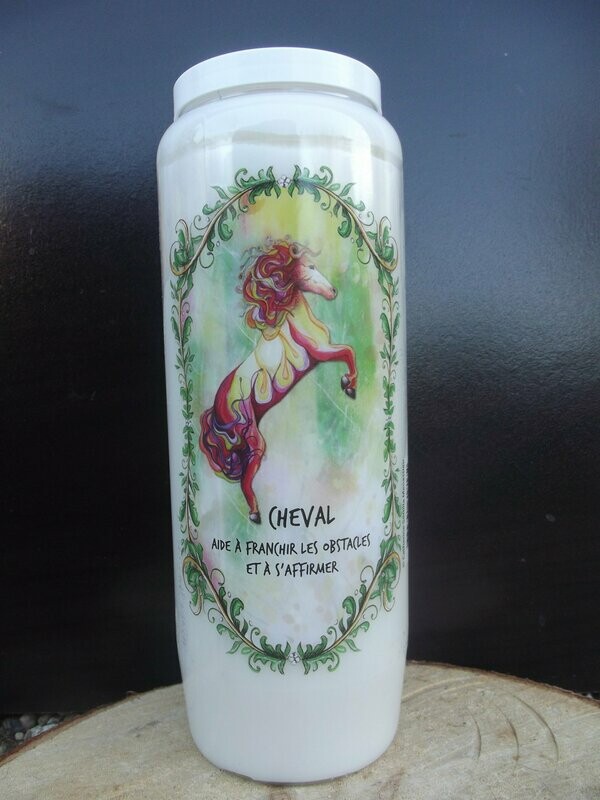 CHEVAL
AIDE À FRANCHIR LES OBSTACLES
ET À S'AFFIRMER